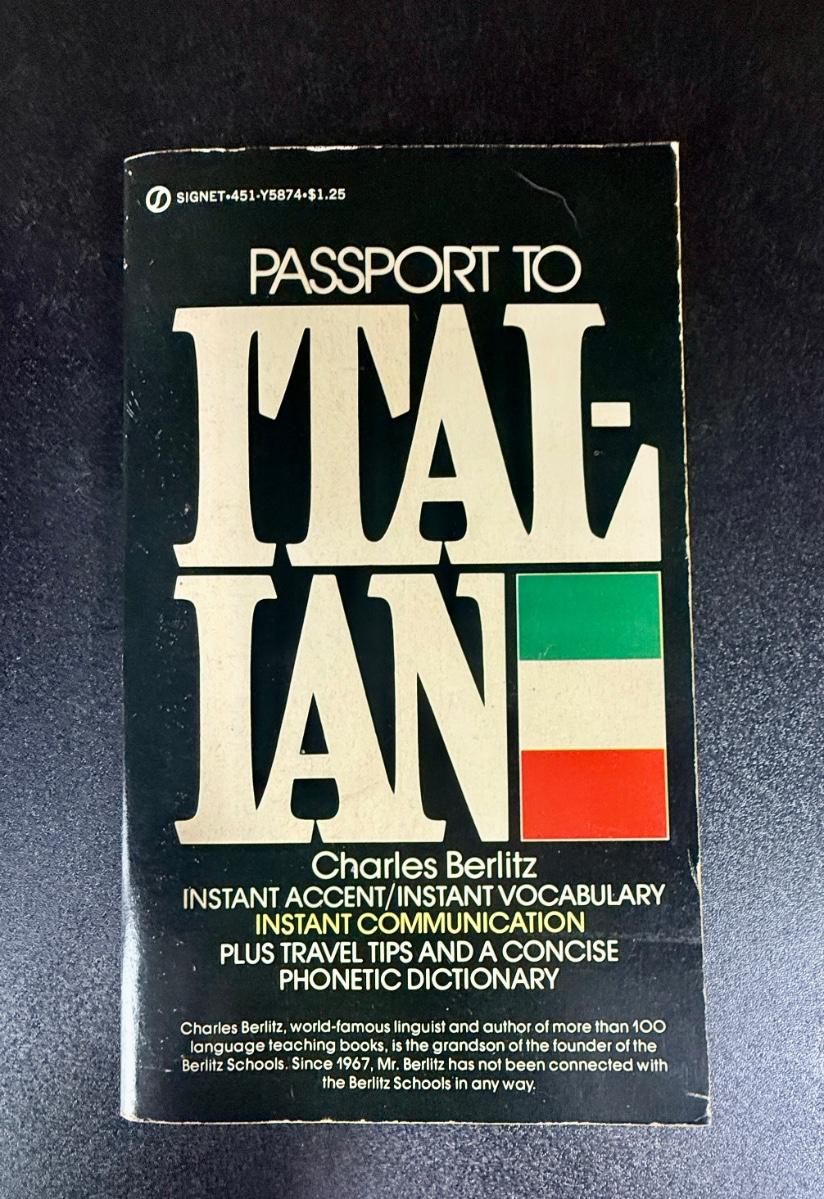 SIGNET•451-Y5874•$1.25
PASSPORT TO
ITAL-
IAN
Charles Berlitz
INSTANT ACCENT/INSTANT VOCABULARY
INSTANT COMMUNICATION
PLUS TRAVEL TIPS AND A CONCISE
PHONETIC DICTIONARY
Charles Berlitz, world-famous linguist and author of more than 100
language teaching books, is the grandson of the founder of the
Berlitz Schools. Since 1967, Mr. Berlitz has not been connected with
the Berlitz Schools in any way.